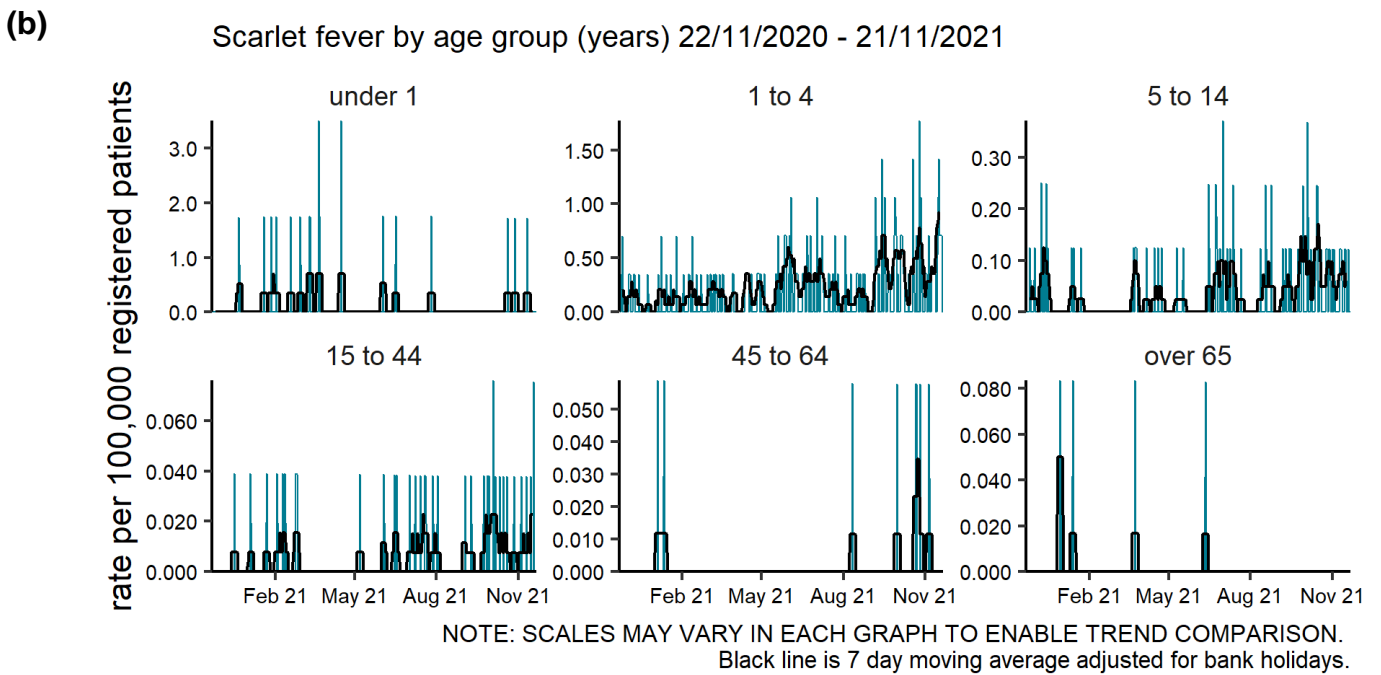 (b)
Scarlet fever by age group (years) 22/11/2020 - 21/11/2021
rate per 100,000 registered patients
under 1
3.0
2.0
1.0
0.0
1 to 4
1.50
1.00
0.50
0.00
5 to 14
0.30
0.20
0.10
0.00
15 to 44
0.060
0.040
0.020
0.000
Feb 21 May 21 Aug 21 Nov 21
45 to 64
0.050
0.040
0.030
0.020
0.010
0.000
Feb 21 May 21 Aug 21 Nov 21
over 65
0.080
0.060
0.040
0.020
0.000
Feb 21 May 21 Aug 21 Nov 21
NOTE: SCALES MAY VARY IN EACH GRAPH TO ENABLE TREND COMPARISON.
Black line is 7 day moving average adjusted for bank holidays.